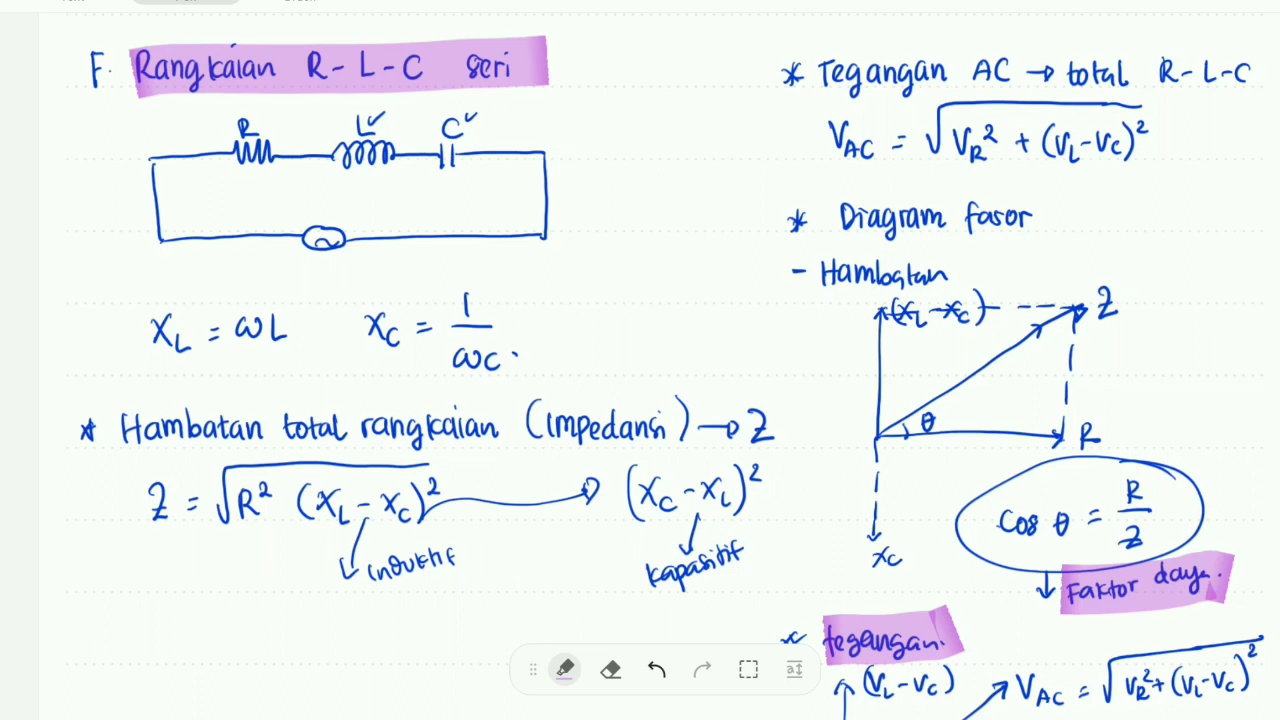 F. Rangkaian R-L-C seri
R L C
X_L = ωL X_C = 1/ωC.
* Hambatan total rangkaian (Impedansi) → Z
Z = √R² (X_L - X_C)² → (X_C - X_L)²
induktif kapasitif
* Tegangan AC → total R-L-C
V_AC = √V_R² + (V_L-V_C)²
* Diagram fasor
- Hambatan
(X_L-X_C) Z
θ R
X_C
cos θ = R/Z
Faktor daya.
* tegangan.
(V_L-V_C) V_AC = √V_R²+(V_L-V_C)²